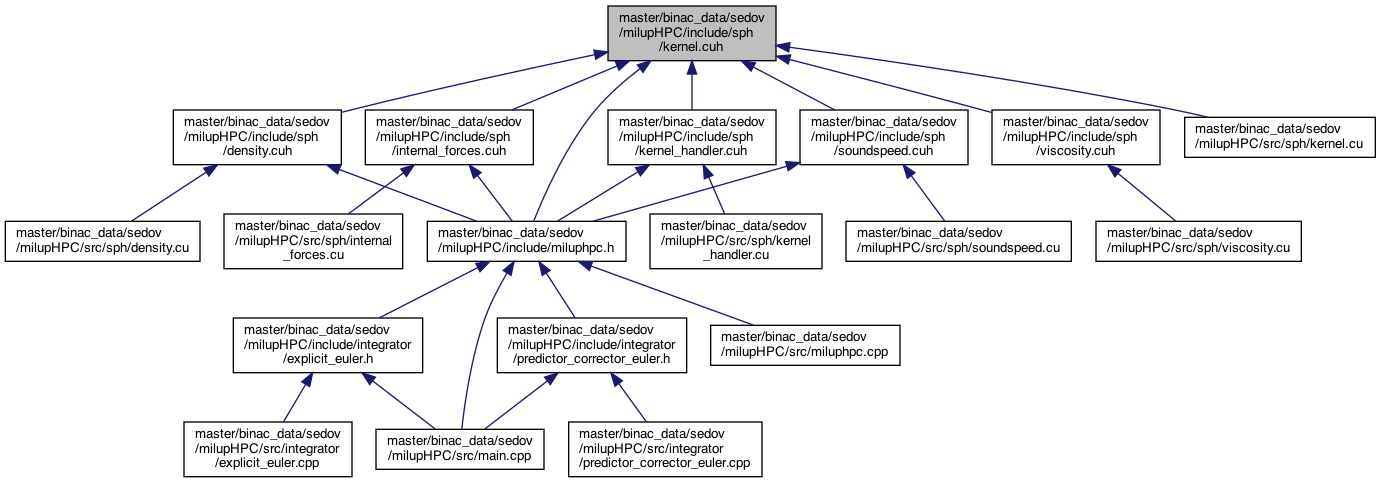 master/binac_data/sedov
/milupHPC/include/sph
/kernel.cuh
master/binac_data/sedov
/milupHPC/include/sph
/density.cuh
master/binac_data/sedov
/milupHPC/include/sph
/internal_forces.cuh
master/binac_data/sedov
/milupHPC/include/sph
/kernel_handler.cuh
master/binac_data/sedov
/milupHPC/include/sph
/soundspeed.cuh
master/binac_data/sedov
/milupHPC/include/sph
/viscosity.cuh
master/binac_data/sedov
/milupHPC/src/sph/kernel.cu
master/binac_data/sedov
/milupHPC/src/sph/density.cu
master/binac_data/sedov
/milupHPC/src/sph/internal
_forces.cu
master/binac_data/sedov
/milupHPC/include/miluphpc.h
master/binac_data/sedov
/milupHPC/src/sph/kernel
_handler.cu
master/binac_data/sedov
/milupHPC/src/sph/soundspeed.cu
master/binac_data/sedov
/milupHPC/src/sph/viscosity.cu
master/binac_data/sedov
/milupHPC/include/integrator
/explicit_euler.h
master/binac_data/sedov
/milupHPC/include/integrator
/predictor_corrector_euler.h
master/binac_data/sedov
/milupHPC/src/miluphpc.cpp
master/binac_data/sedov
/milupHPC/src/integrator
/explicit_euler.cpp
master/binac_data/sedov
/milupHPC/src/main.cpp
master/binac_data/sedov
/milupHPC/src/integrator
/predictor_corrector_euler.cpp